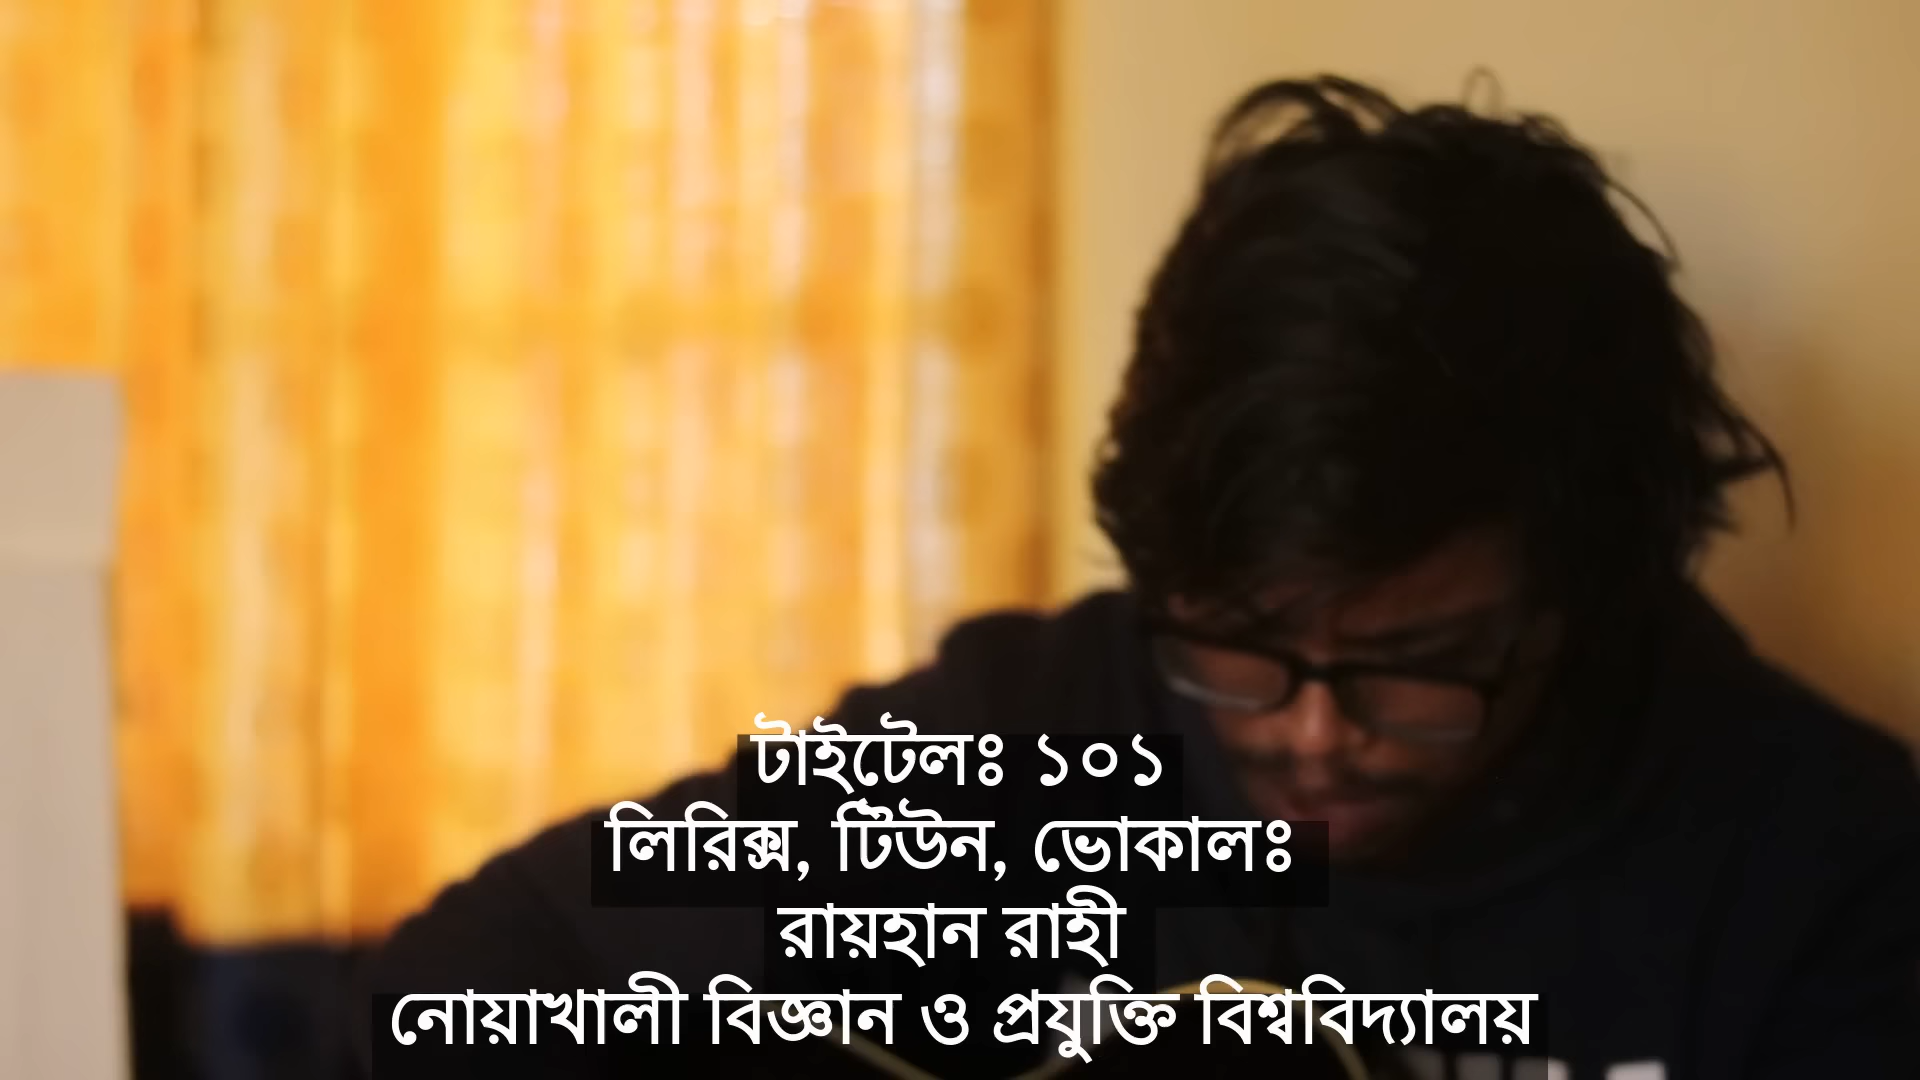 টাইটেলঃ ১০১
লিরিক্স, টিউন, ভোকালঃ
রায়হান রাহী
নোয়াখালী বিজ্ঞান ও প্রযুক্তি বিশ্ববিদ্যালয়